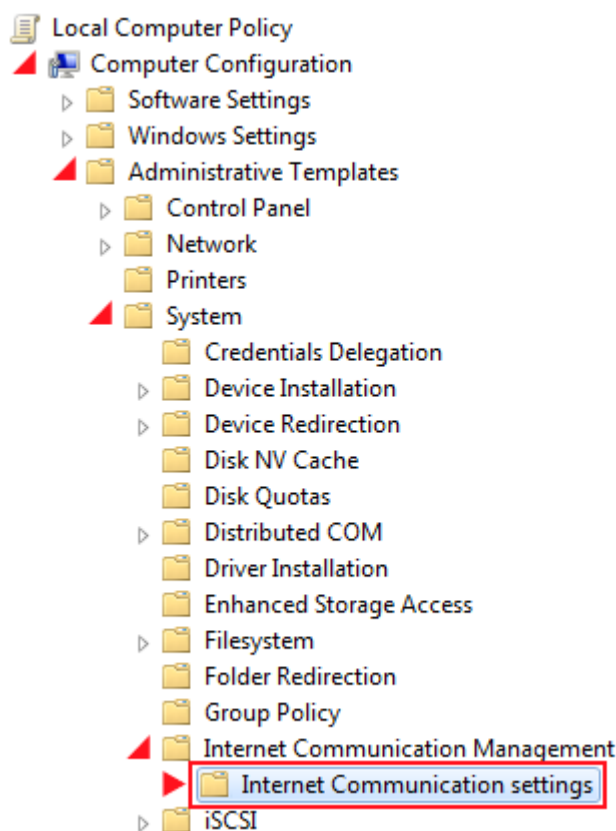 Local Computer Policy
Computer Configuration
Software Settings
Windows Settings
Administrative Templates
Control Panel
Network
Printers
System
Credentials Delegation
Device Installation
Device Redirection
Disk NV Cache
Disk Quotas
Distributed COM
Driver Installation
Enhanced Storage Access
Filesystem
Folder Redirection
Group Policy
Internet Communication Management
Internet Communication settings
iSCSI